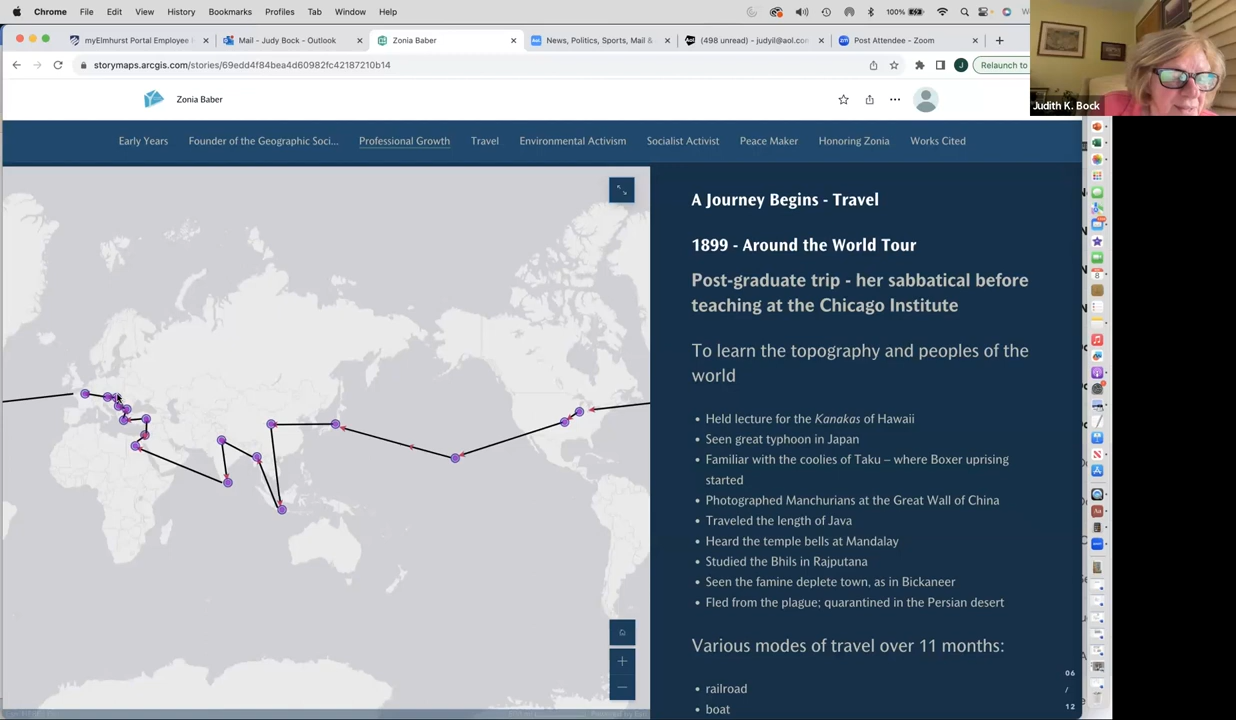 Chrome File Edit View History Bookmarks Profiles Tab Window Help
100%
myElmhurst Portal Employee
Mail - Judy Bock - Outlook
Zonia Baber
News, Politics, Sports, Mail &
(498 unread) - judyil@aol.com
Post Attendee - Zoom
storymaps.arcgis.com/stories/69edd4f84bea4d60982fc42187210b14
J
Relaunch to
Judith K. Bock
Zonia Baber
Early Years
Founder of the Geographic Soci...
Professional Growth
Travel
Environmental Activism
Socialist Activist
Peace Maker
Honoring Zonia
Works Cited
A Journey Begins - Travel
1899 - Around the World Tour
Post-graduate trip - her sabbatical before
teaching at the Chicago Institute
To learn the topography and peoples of the
world
• Held lecture for the Kanakas of Hawaii
• Seen great typhoon in Japan
• Familiar with the coolies of Taku – where Boxer uprising
started
• Photographed Manchurians at the Great Wall of China
• Traveled the length of Java
• Heard the temple bells at Mandalay
• Studied the Bhils in Rajputana
• Seen the famine deplete town, as in Bickaneer
• Fled from the plague; quarantined in the Persian desert
Various modes of travel over 11 months:
• railroad
• boat
06
/
12